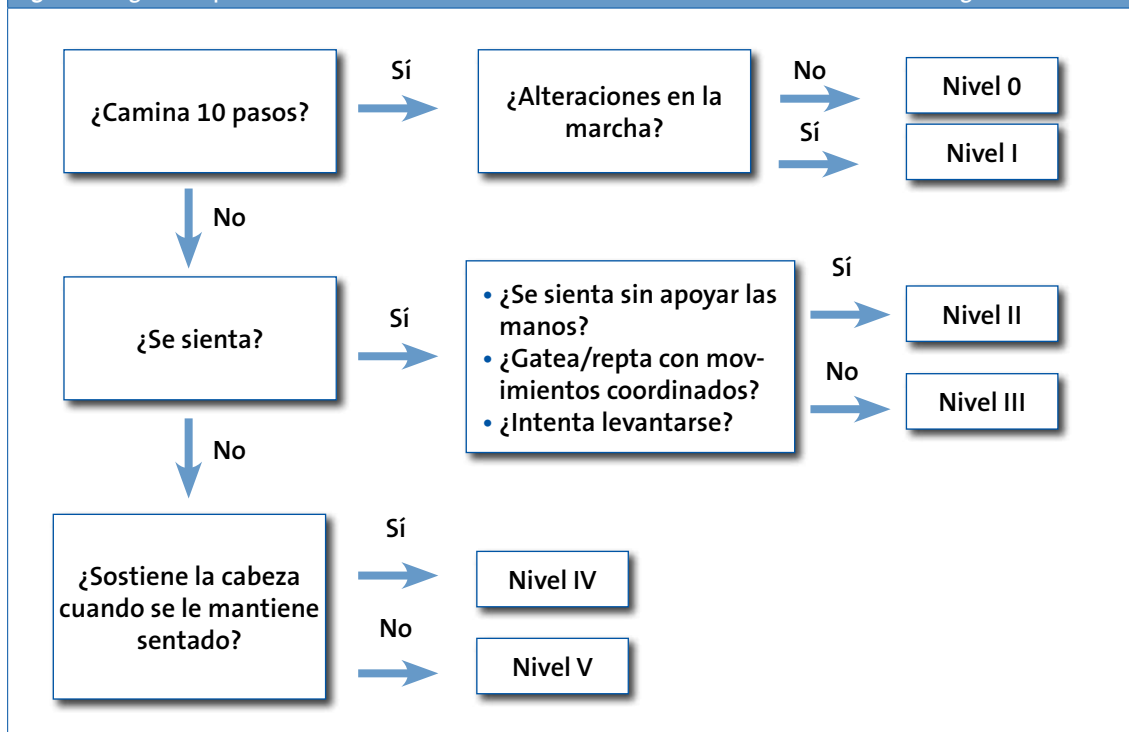 ¿Camina 10 pasos?
Sí
¿Alteraciones en la
marcha?
No
Nivel 0
Sí
Nivel I
No
¿Se sienta?
Sí
• ¿Se sienta sin apoyar las
manos?
• ¿Gatea/repta con mov-
imientos coordinados?
• ¿Intenta levantarse?
Sí
Nivel II
No
Nivel III
No
¿Sostiene la cabeza
cuando se le mantiene
sentado?
Sí
Nivel IV
No
Nivel V